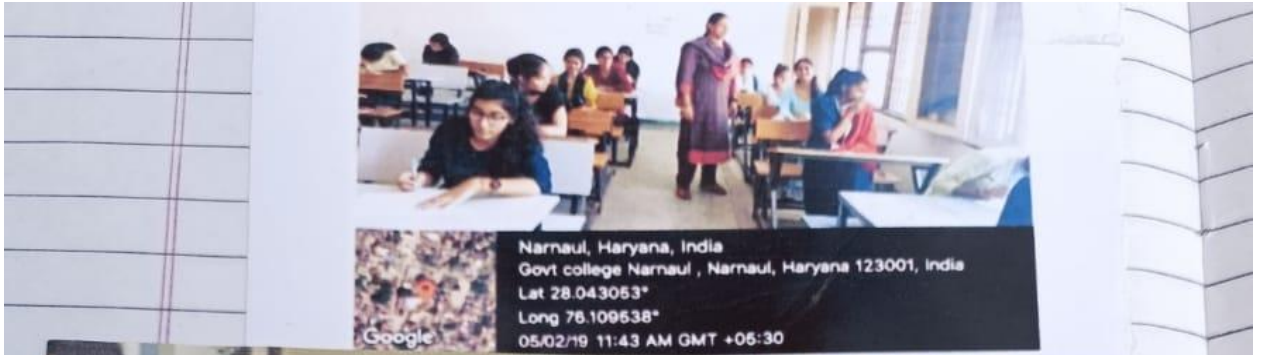 Narnaul, Haryana, India
Govt college Narnaul , Narnaul, Haryana 123001, India
Lat 28.043053°
Long 76.109538°
05/02/19 11:43 AM GMT +05:30
Google